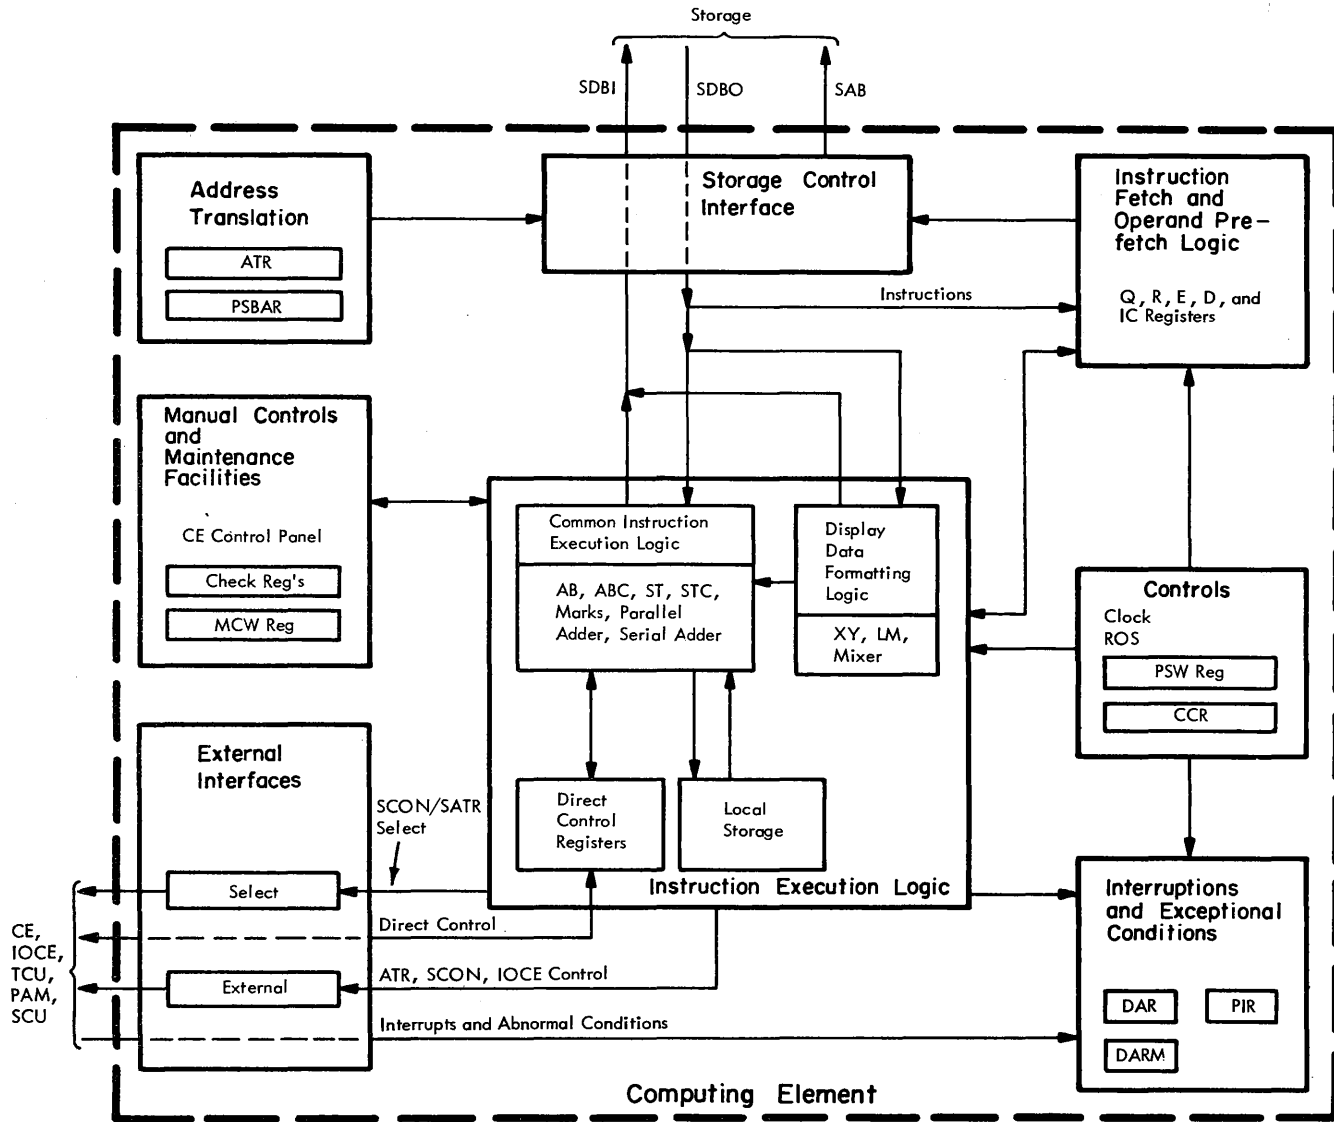 Storage
SDBI
SDBO
SAB
Address
Translation
ATR
PSBAR
Storage Control
Interface
Instruction
Fetch and
Operand Pre-
fetch Logic
Q, R, E, D, and
IC Registers
Instructions
Manual Controls
and
Maintenance
Facilities
CE Control Panel
Check Reg's
MCW Reg
Common Instruction
Execution Logic
AB, ABC, ST, STC,
Marks, Parallel
Adder, Serial Adder
Display
Data
Formatting
Logic
XY, LM,
Mixer
Controls
Clock
ROS
PSW Reg
CCR
External
Interfaces
SCON/SATR
Select
Direct
Control
Registers
Local
Storage
Instruction Execution Logic
Select
Direct Control
External
ATR, SCON, IOCE Control
Interrupts and Abnormal Conditions
CE,
IOCE,
TCU,
PAM,
SCU
Interruptions
and Exceptional
Conditions
DAR
PIR
DARM
Computing Element